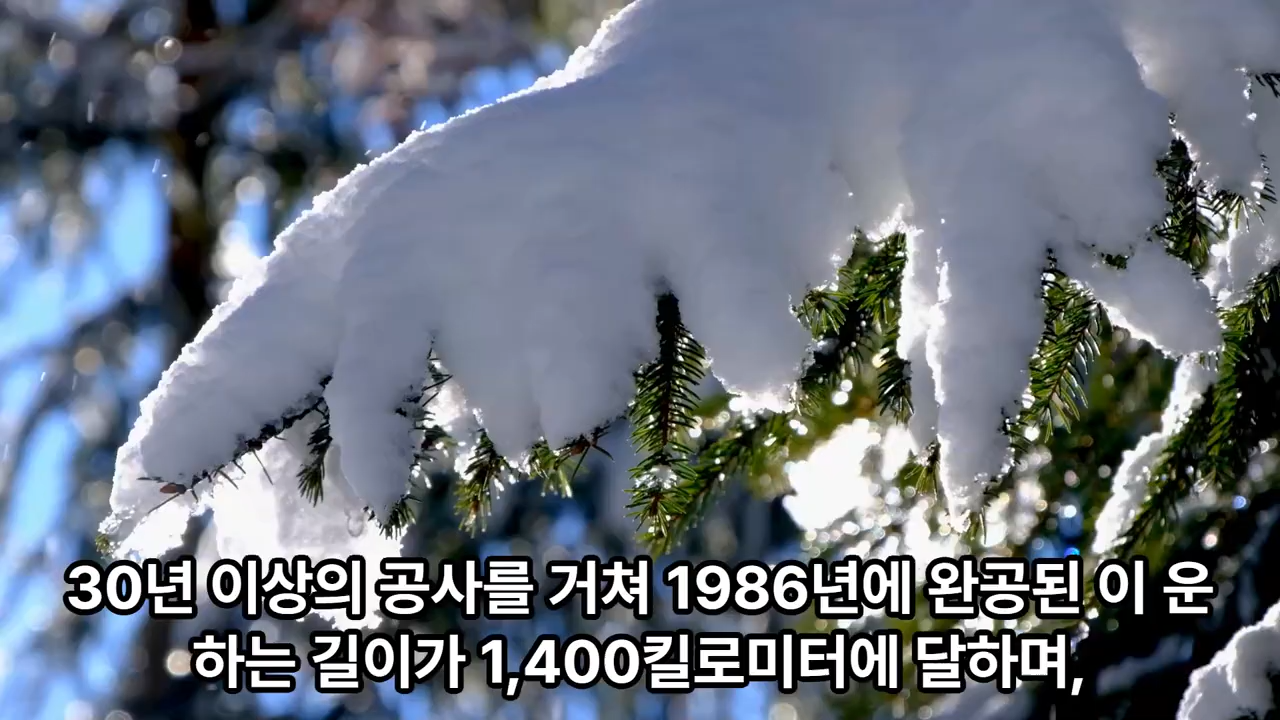 30년 이상의 공사를 거쳐 1986년에 완공된 이 운
하는 길이가 1,400킬로미터에 달하며,